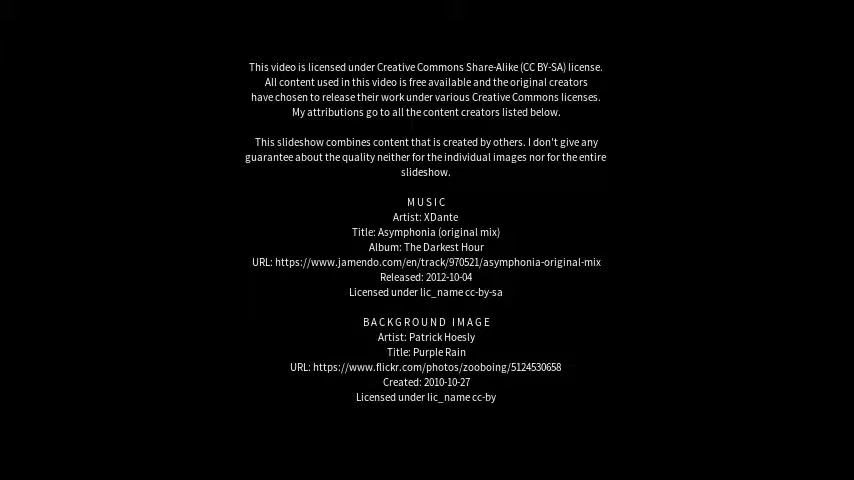 This video is licensed under Creative Commons Share-Alike (CC BY-SA) license.
All content used in this video is free available and the original creators
have chosen to release their work under various Creative Commons licenses.
My attributions go to all the content creators listed below.
This slideshow combines content that is created by others. I don't give any
guarantee about the quality neither for the individual images nor for the entire
slideshow.
M U S I C
Artist: XDante
Title: Asymphonia (original mix)
Album: The Darkest Hour
URL: https://www.jamendo.com/en/track/970521/asymphonia-original-mix
Released: 2012-10-04
Licensed under lic_name cc-by-sa
B A C K G R O U N D   I M A G E
Artist: Patrick Hoesly
Title: Purple Rain
URL: https://www.flickr.com/photos/zooboing/5124530658
Created: 2010-10-27
Licensed under lic_name cc-by